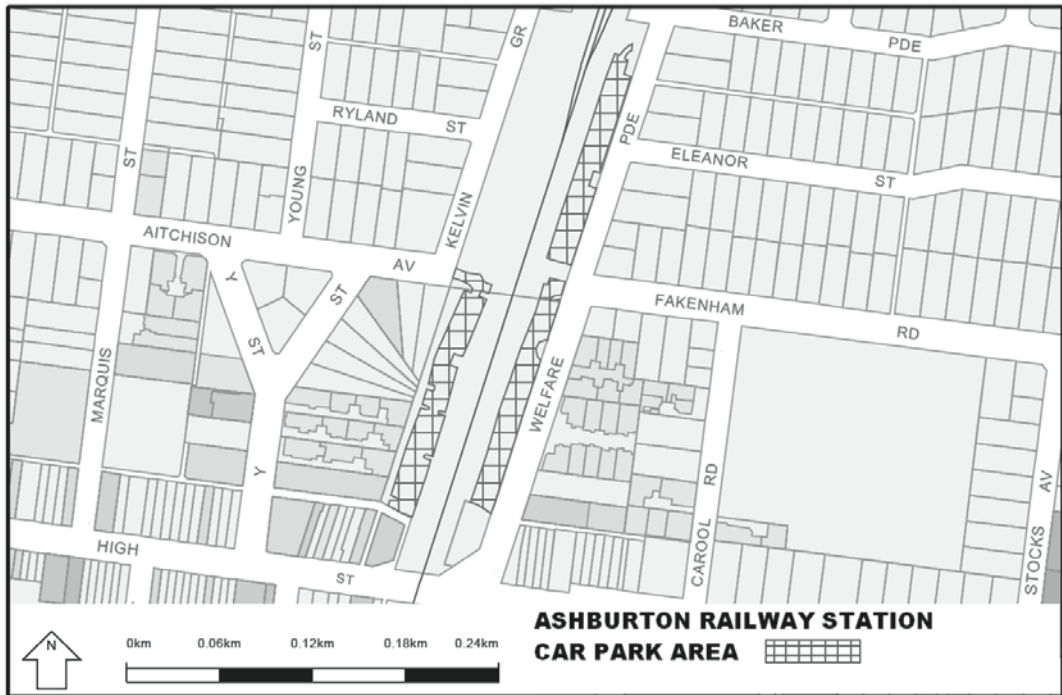 BAKER
PDE
GR
ST
RYLAND
ST
ST
PDE
ELEANOR
ST
YOUNG
KELVIN
AITCHISON
AV
Y
ST
ST
FAKENHAM
RD
MARQUIS
WELFARE
Y
RD
AV
HIGH
ST
CAROOL
STOCKS
N
0km 0.06km 0.12km 0.18km 0.24km
ASHBURTON RAILWAY STATION
CAR PARK AREA